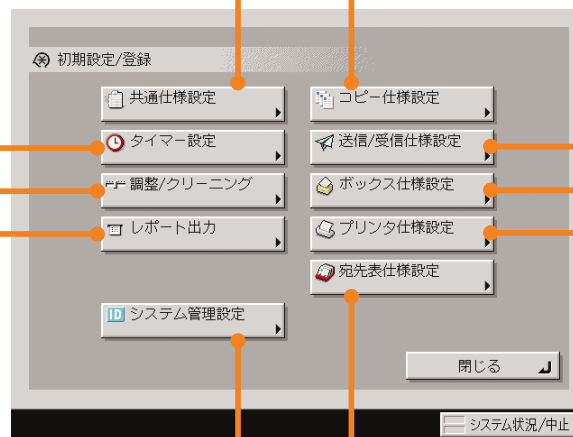 初期設定/登録
共通仕様設定
コピー仕様設定
タイマー設定
送信/受信仕様設定
調整/クリーニング
ボックス仕様設定
レポート出力
プリンタ仕様設定
宛先表仕様設定
ID システム管理設定
閉じる
システム状況/中止